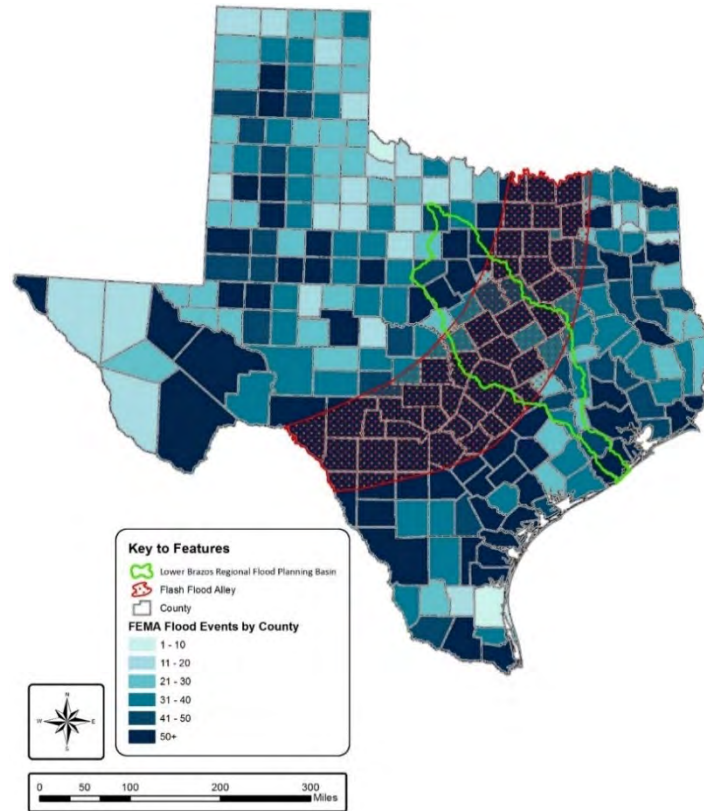 Key to Features
Lower Brazos Regional Flood Planning Basin
Flash Flood Alley
County
FEMA Flood Events by County
1 - 10
11 - 20
21 - 30
31 - 40
41 - 50
50+
N
W E
S
0 50 100 200 300
Miles